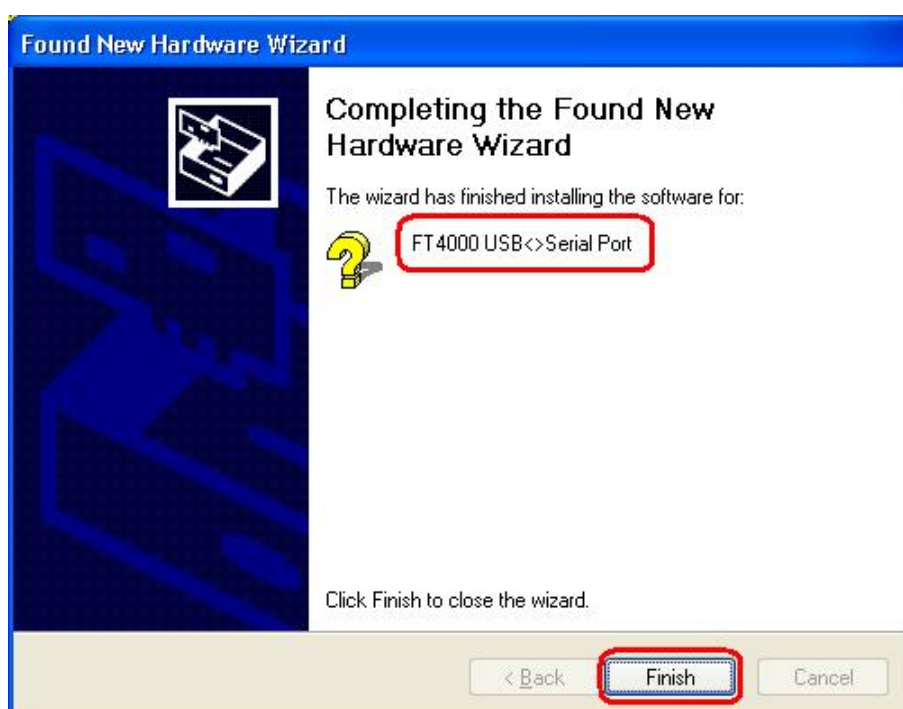 Found New Hardware Wizard
Completing the Found New
Hardware Wizard
The wizard has finished installing the software for:
FT4000 USB<>Serial Port
Click Finish to close the wizard.
< Back
Finish
Cancel